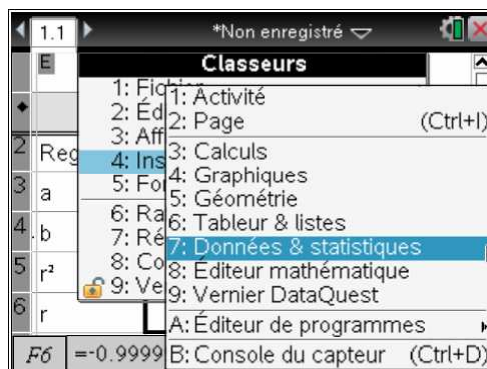 1.1 *Non enregistré
E Classeurs
1: Activité
2: Page (Ctrl+I)
3: Calculs
4: Graphiques
5: Géométrie
6: Tableur & listes
7: Données & statistiques
8: Éditeur mathématique
9: Vernier DataQuest
A: Éditeur de programmes
B: Console du capteur (Ctrl+D)
1: Fic
2: Éd
3: Aff
4: Ins
5: Fo
6: Ra
7: Ré
8: Co
9: Ve
2 Reg
3 a
4 b
5 r²
6 r
F6 =-0.9999